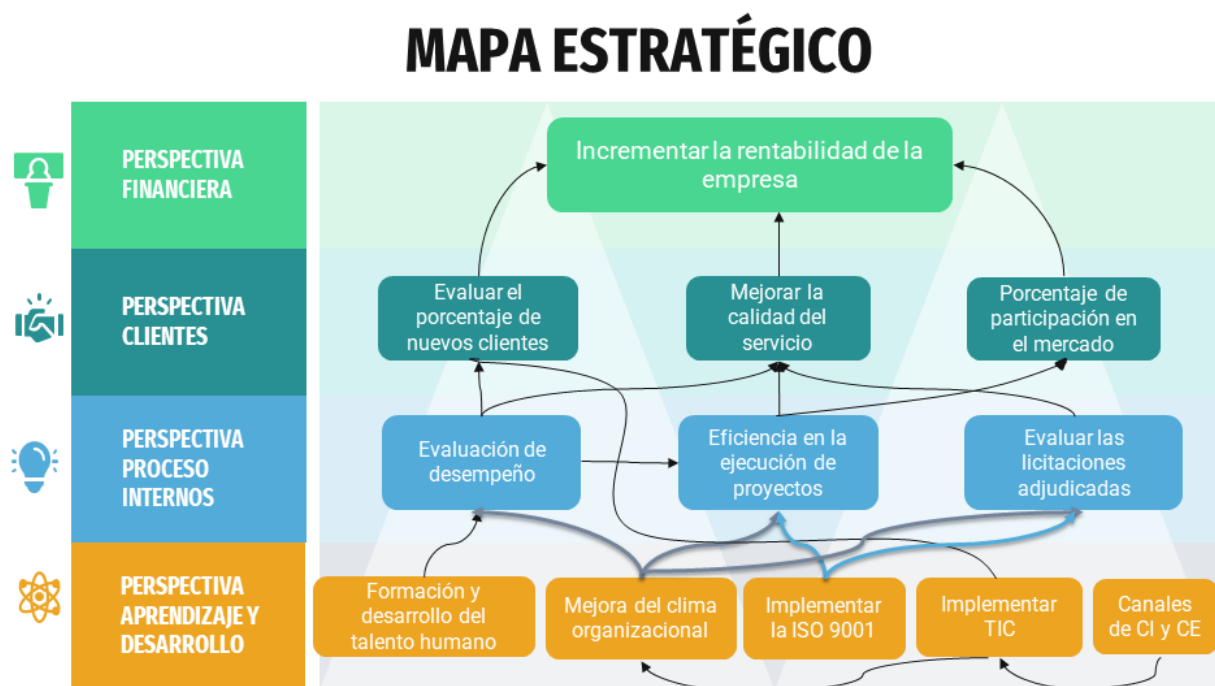 MAPA ESTRATÉGICO
PERSPECTIVA
FINANCIERA
Incrementar la rentabilidad de la
empresa
PERSPECTIVA
CLIENTES
Evaluar el
porcentaje de
nuevos clientes
Mejorar la
calidad del
servicio
Porcentaje de
participación en
el mercado
PERSPECTIVA
PROCESO
INTERNOS
Evaluación de
desempeño
Eficiencia en la
ejecución de
proyectos
Evaluar las
licitaciones
adjudicadas
PERSPECTIVA
APRENDIZAJE Y
DESARROLLO
Formación y
desarrollo del
talento humano
Mejora del clima
organizacional
Implementar
la ISO 9001
Implementar
TIC
Canales
de CI y CE